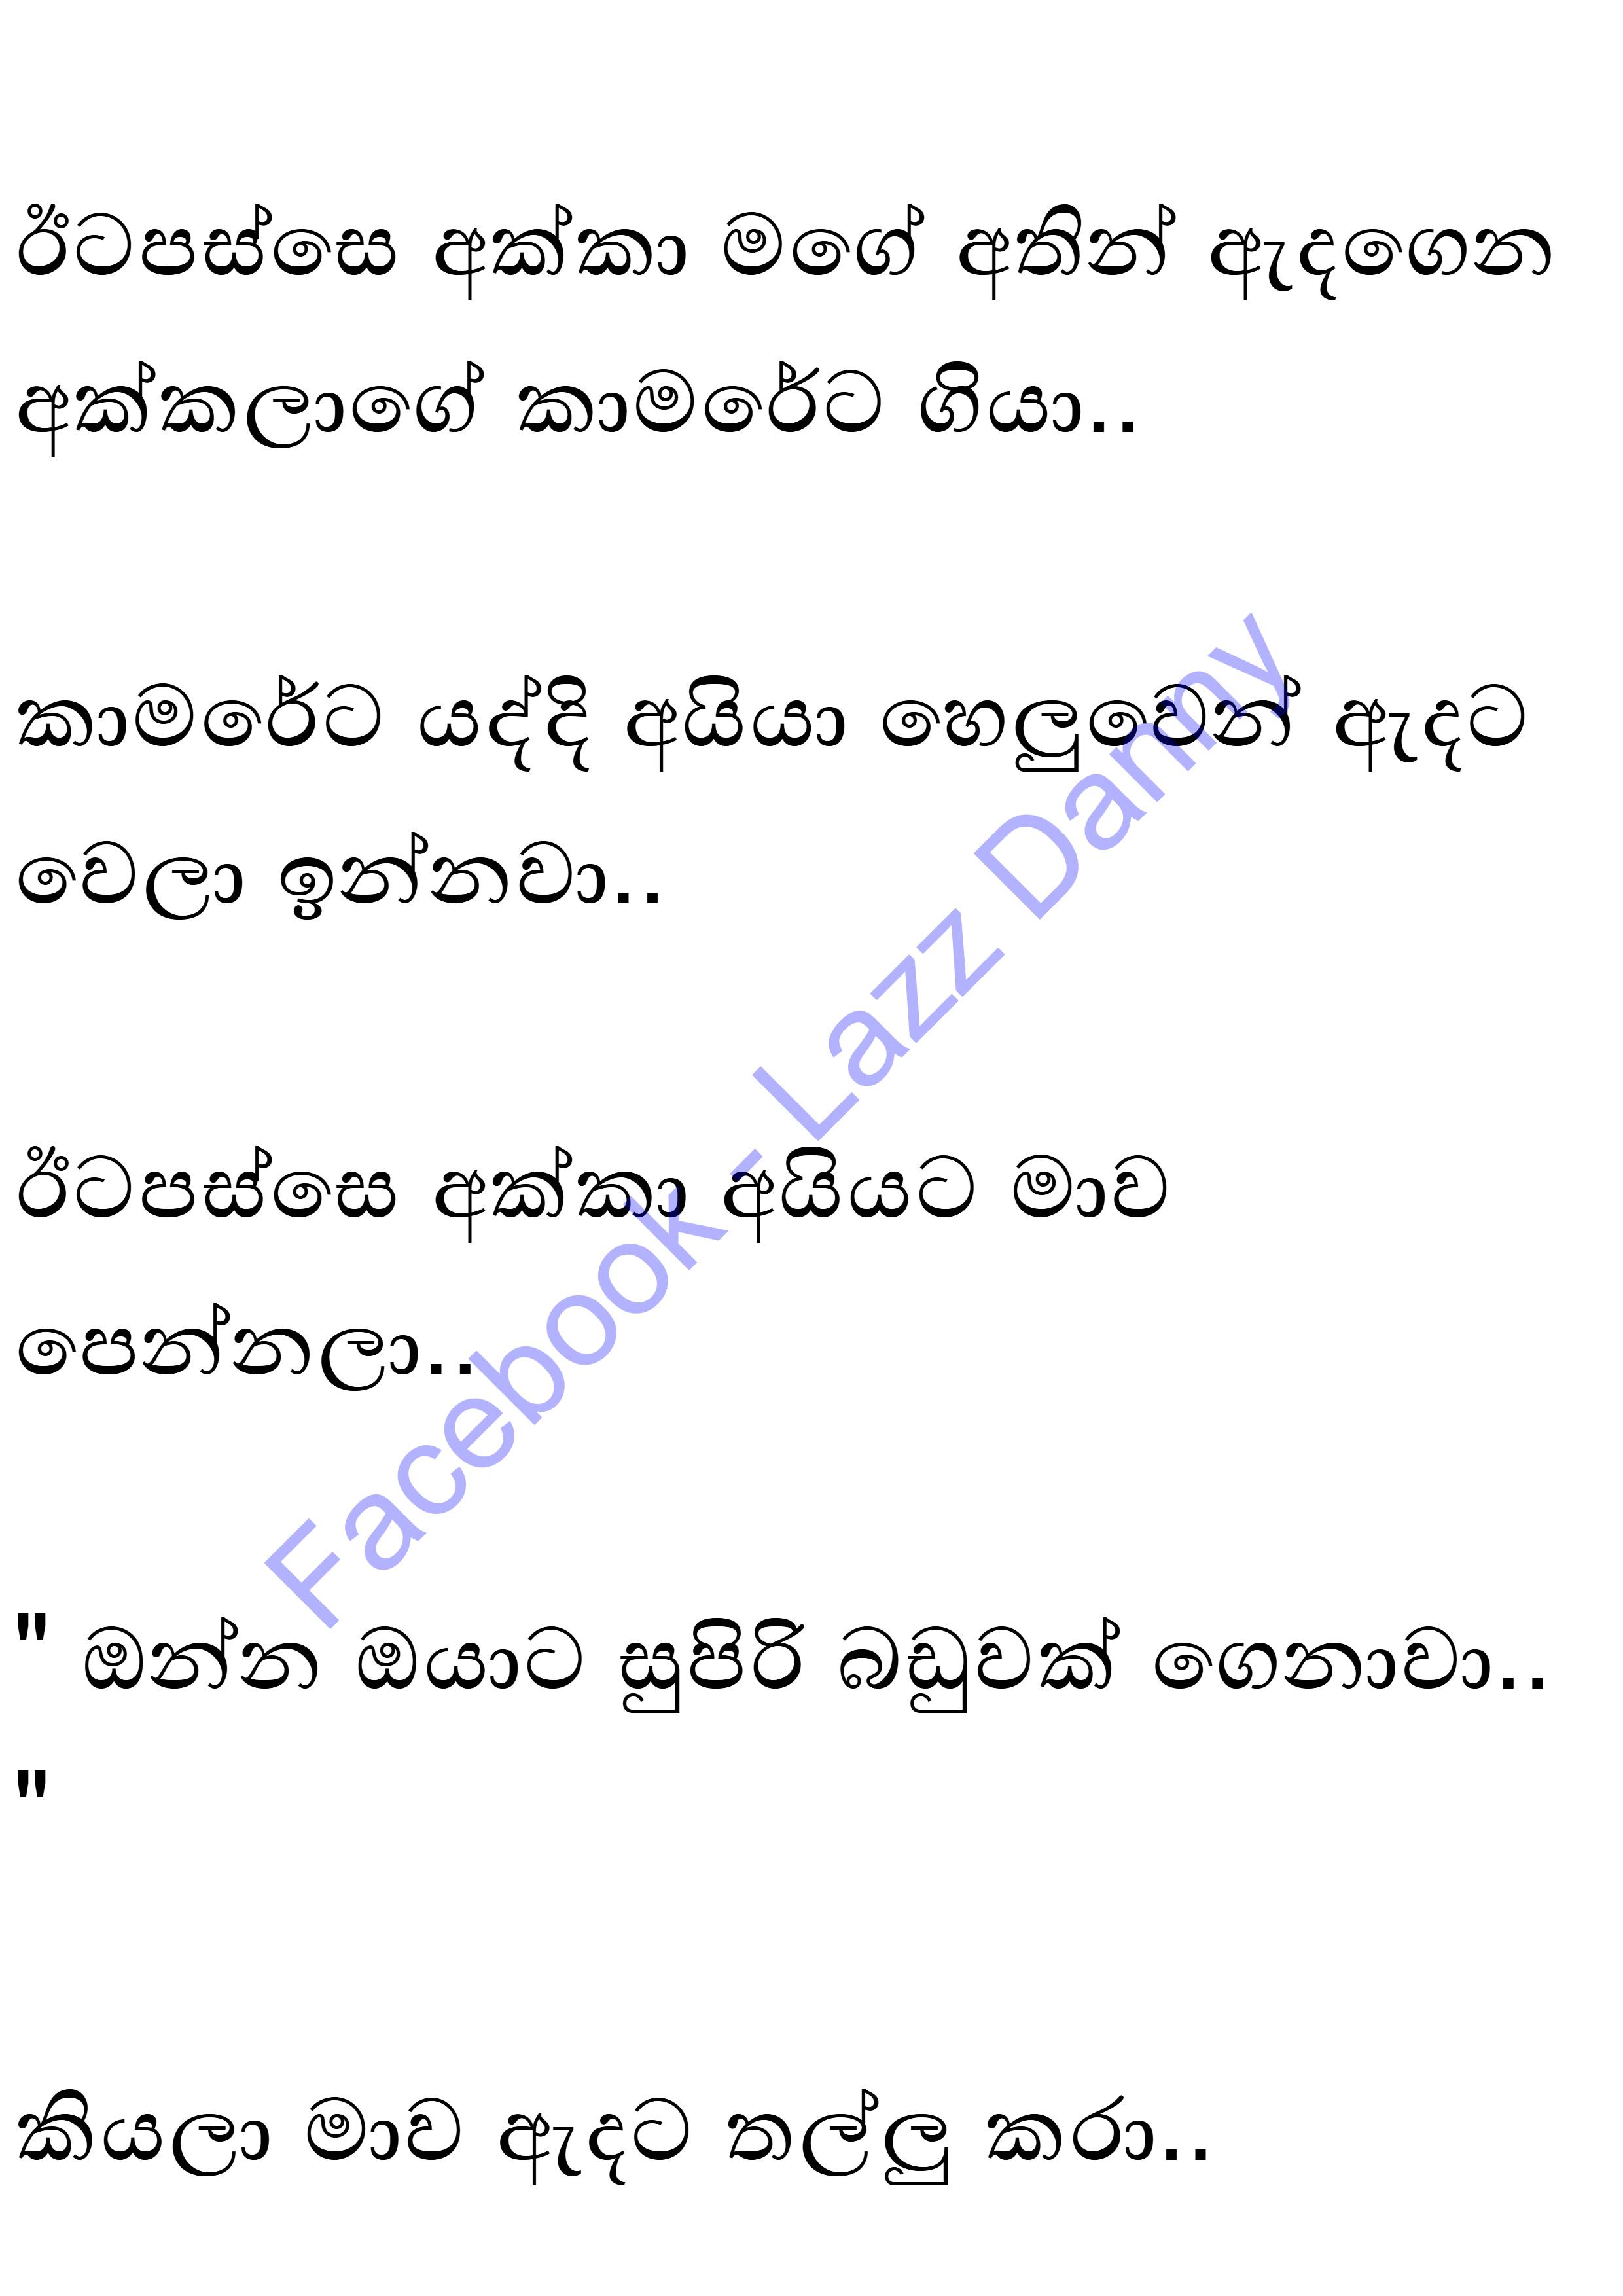 ඊටපස්සෙ අක්කා මගේ අතින් ඇදගෙන
අක්කලාගේ කාමරේට ගියා..
කාමරේට යද්දි අයියා හෙලුවෙන් ඇදට
වෙලා ඉන්නවා..
ඊටපස්සෙ අක්කා අයියට මාව
පෙන්නලා..
" ඔන්න ඔයාට සුපිරි බඩුවක් ගෙනාවා..
"
කියලා මාව ඇදට තල්ලු කරා..
Facebook - Lazz Danny